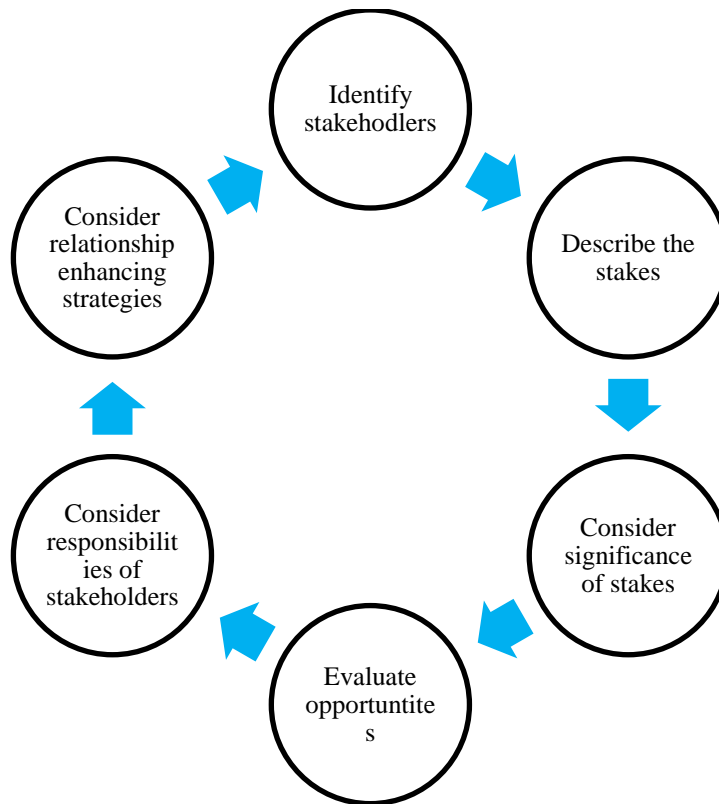 Identify
stakehodlers
Describe the
stakes
Consider
significance
of stakes
Evaluate
opportuntite
s
Consider
responsibilit
ies of
stakeholders
Consider
relationship
enhancing
strategies